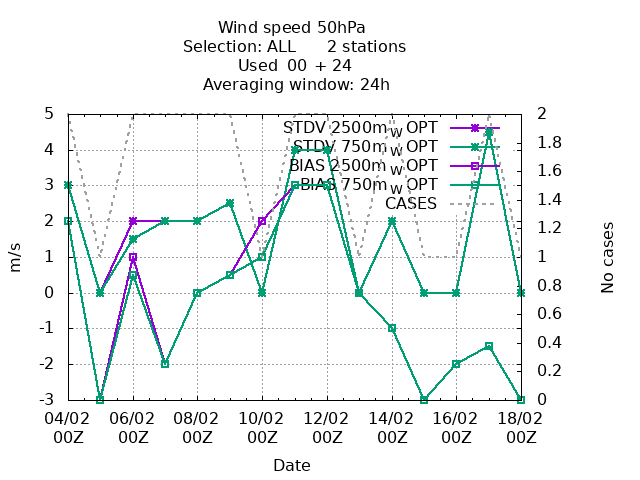 Wind speed 50hPa
Selection: ALL 2 stations
Used 00 + 24
Averaging window: 24h
STDV 2500m W OPT
STDV 750m W OPT
BIAS 2500m W OPT
BIAS 750m W OPT
CASES
5
4
3
2
1
0
-1
-2
-3
m/s
2
1.8
1.6
1.4
1.2
1
0.8
0.6
0.4
0.2
0
No cases
04/02 06/02 08/02 10/02 12/02 14/02 16/02 18/02
00Z 00Z 00Z 00Z 00Z 00Z 00Z 00Z
Date